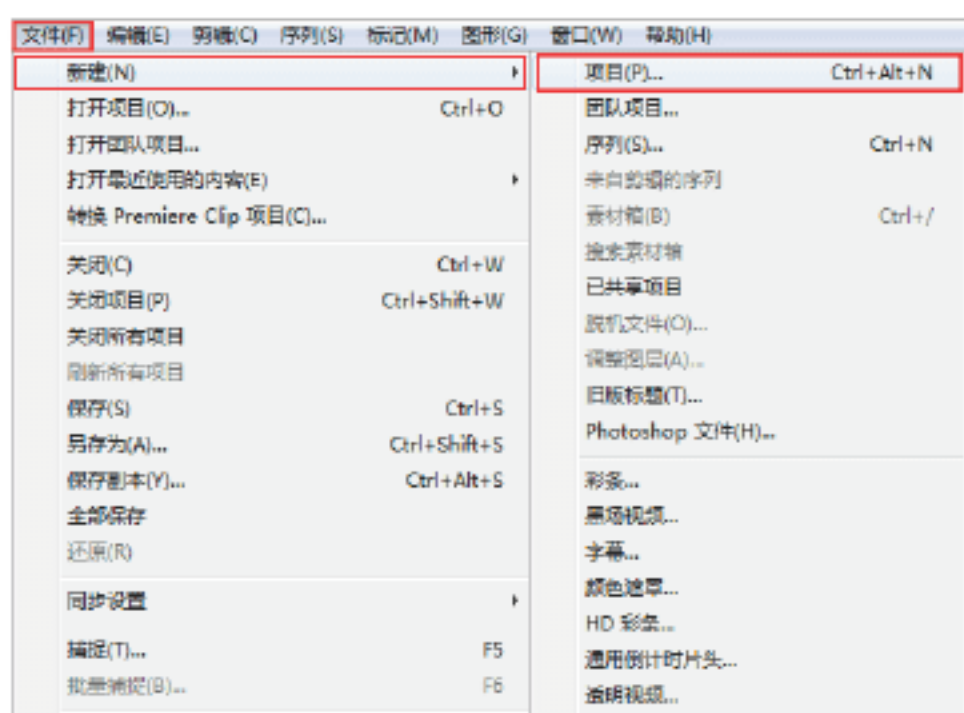 文件(F) 编辑(E) 剪辑(C) 序列(S) 标记(M) 图形(G) 窗口(W) 帮助(H)
新建(N)
打开项目(O)... Ctrl+O
打开团队项目...
打开最近使用的内容(E)
转换 Premiere Clip 项目(C)...
关闭(C) Ctrl+W
关闭项目(P) Ctrl+Shift+W
关闭所有项目
刷新所有项目
保存(S) Ctrl+S
另存为(A)... Ctrl+Shift+S
保存副本(Y)... Ctrl+Alt+S
全部保存
还原(R)
同步设置
捕捉(T)... F5
批量捕捉(B)... F6
项目(P)... Ctrl+Alt+N
团队项目...
序列(S)... Ctrl+N
来自剪辑的序列
素材箱(B) Ctrl+/
搜索素材箱
已共享项目
脱机文件(O)...
调整图层(A)...
旧版标题(T)...
Photoshop 文件(H)...
彩条...
黑场视频...
字幕...
颜色遮罩...
HD 彩条...
通用倒计时片头...
透明视频...